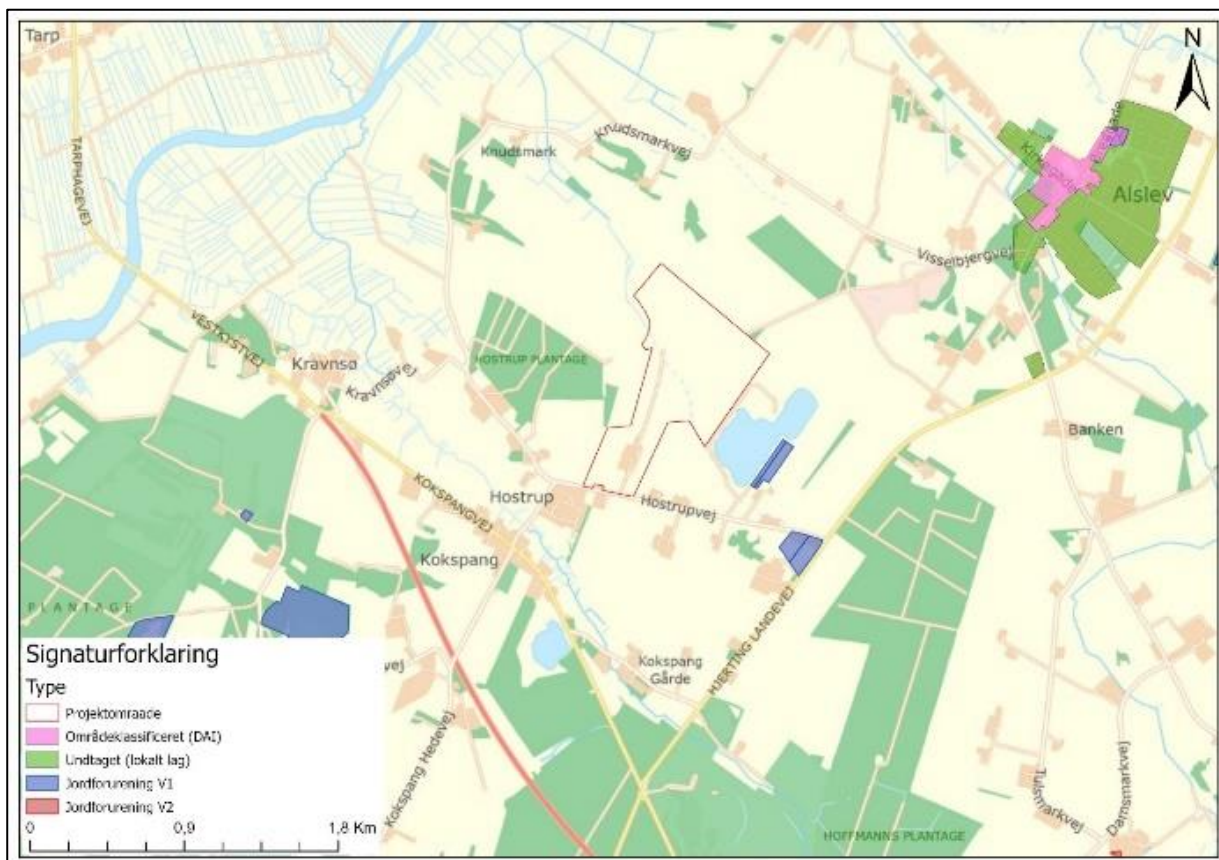 Tarp
N
TARPHAGEVEJ
Knudsmark
Knudsmarkvej
Kirkegade
Alslev
Visselbjergvej
VESTKYSTVEJ
Kravnsø
Kravnsøvej
HOSTRUP PLANTAGE
Banken
KOKSPANGVEJ
Hostrup
Hostrupvej
Kokspang
PLANTAGE
Kokspang
Gårde
HJERTING LANDEVEJ
Kokspang Hedevej
Tulsmarkvej
Damsmarkvej
HOFFMANNS PLANTAGE
Signaturforklaring
Type
Projektomraade
Områdeklassificeret (DAI)
Undtaget (lokalt lag)
Jordforurening V1
Jordforurening V2
0 0,9 1,8 Km